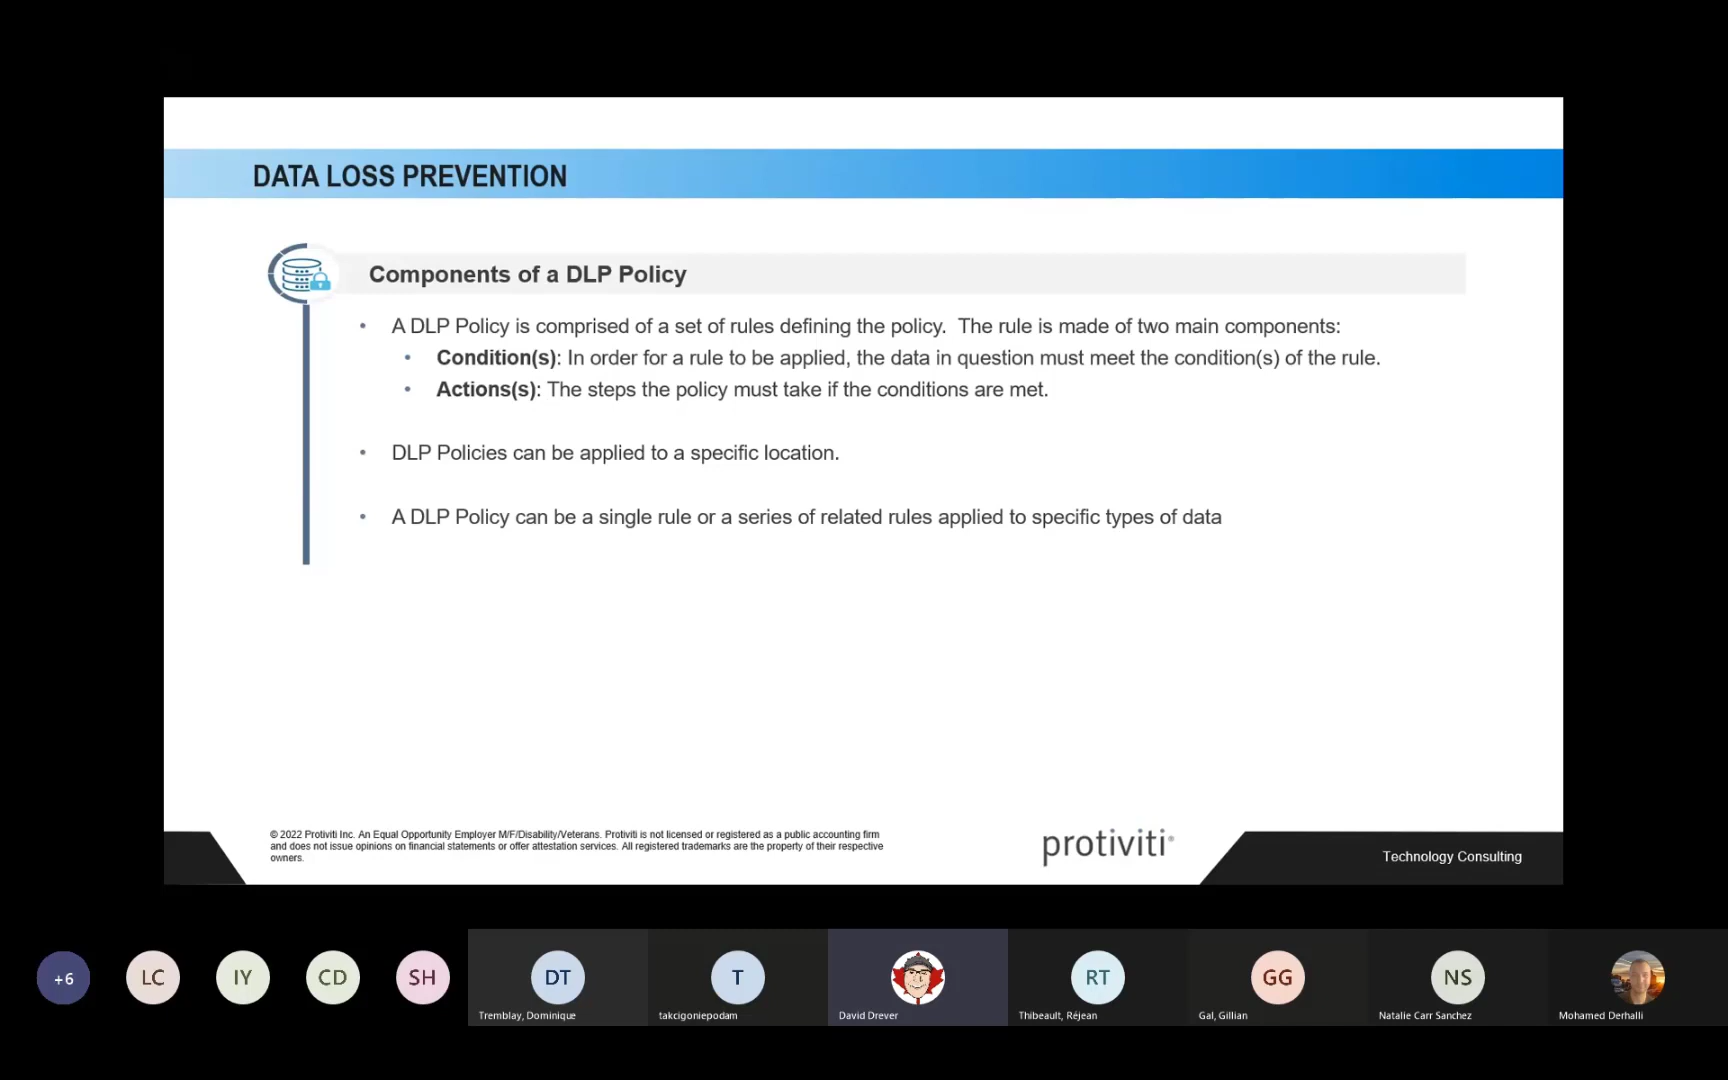 DATA LOSS PREVENTION
Components of a DLP Policy
• A DLP Policy is comprised of a set of rules defining the policy. The rule is made of two main components:
• Condition(s): In order for a rule to be applied, the data in question must meet the condition(s) of the rule.
• Actions(s): The steps the policy must take if the conditions are met.
• DLP Policies can be applied to a specific location.
• A DLP Policy can be a single rule or a series of related rules applied to specific types of data
© 2022 Protiviti Inc. An Equal Opportunity Employer M/F/Disability/Veterans. Protiviti is not licensed or registered as a public accounting firm
and does not issue opinions on financial statements or offer attestation services. All registered trademarks are the property of their respective
owners.
protiviti®
Technology Consulting
+6
LC
IY
CD
SH
DT
T
RT
GG
NS
Tremblay, Dominique
takcigoniepodam
David Drever
Thibeault, Réjean
Gal, Gillian
Natalie Carr Sanchez
Mohamed Derhalli